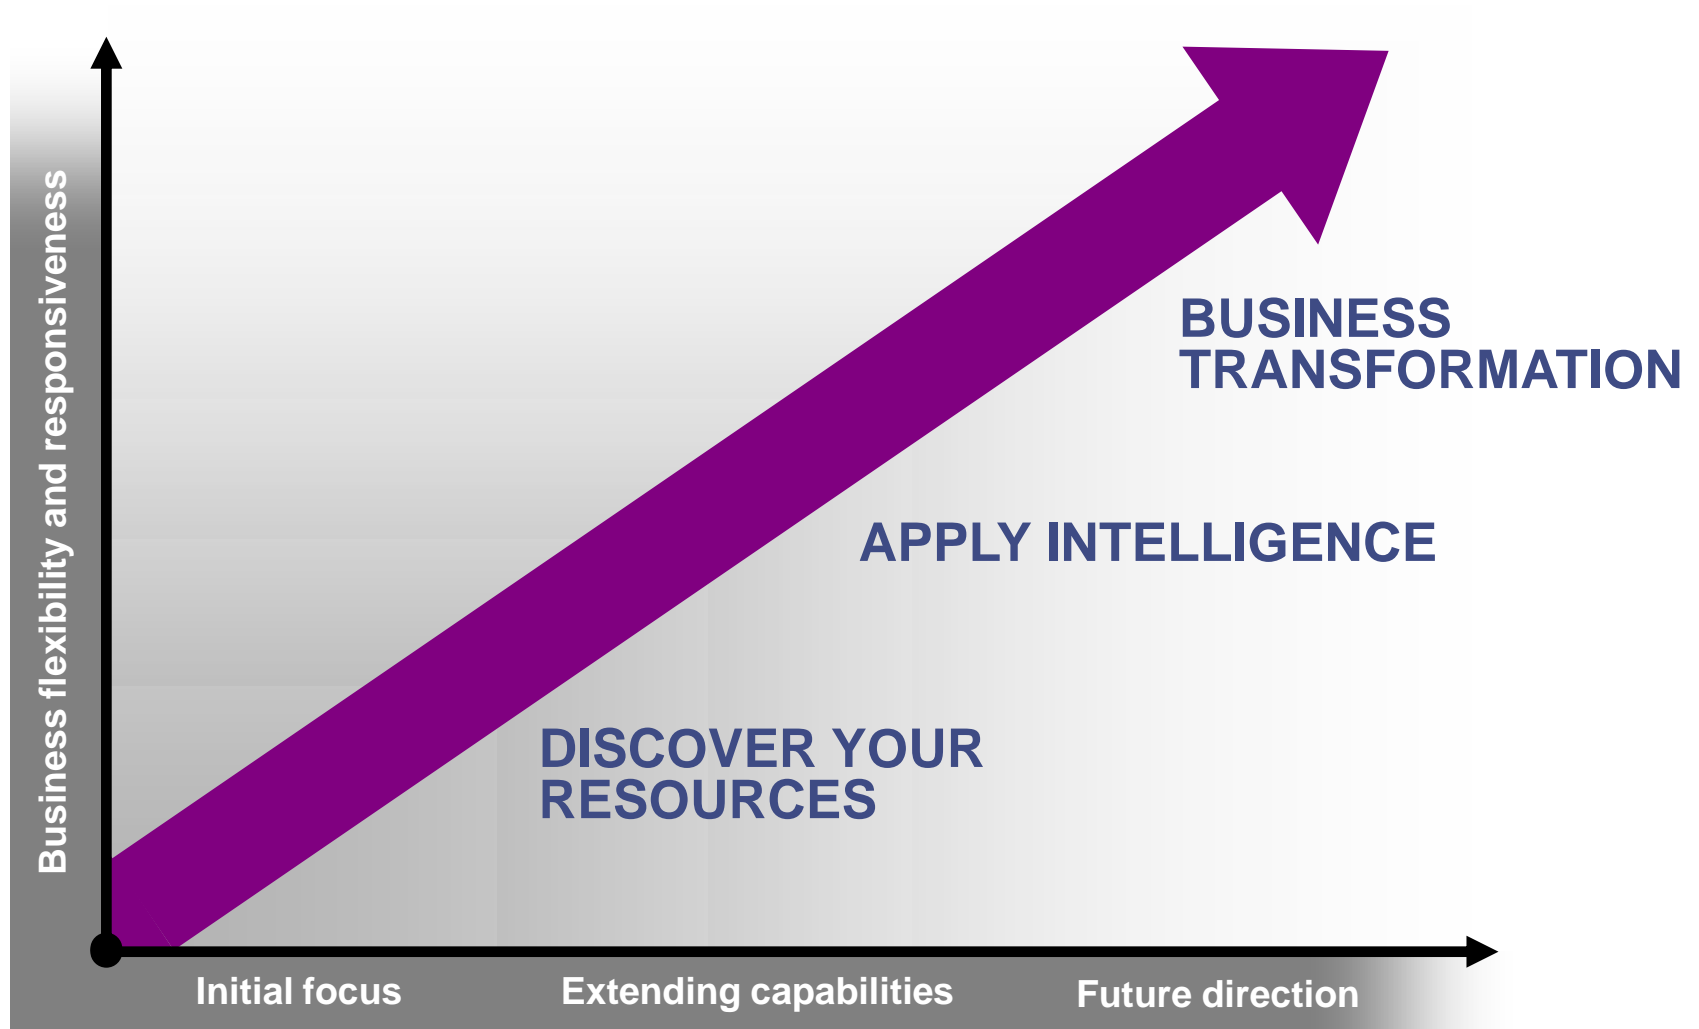 Business flexibility and responsiveness
BUSINESS
TRANSFORMATION
APPLY INTELLIGENCE
DISCOVER YOUR
RESOURCES
Initial focus
Extending capabilities
Future direction